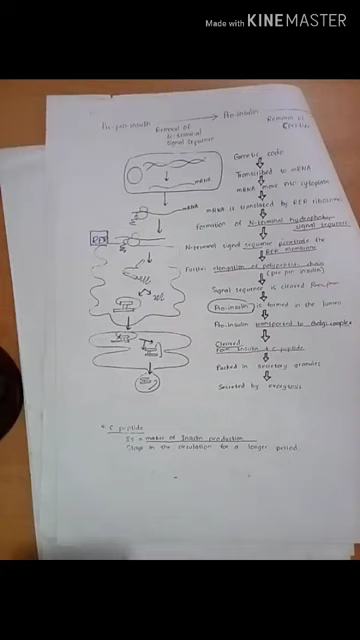 Made with KINEMASTER
Pre-pro-insulin → Pro-insulin
Removal of
N-terminal
signal sequence
Removal of
Genetic code
Transcribed to mRNA
mRNA move into cytoplasm
mRNA is translated by RER ribosome
Formation of N-terminal
signal sequence
N-terminal signal sequence penetrate the
RER membrane
Further elongation of polypeptide chain
Signal sequence is cleaved
Pro-insulin is formed in the lumen
Pro-insulin transported to Golgi complex
Cleaved
Insulin & C-peptide
Packed in secretory granules
Secreted by exocytosis
mRNA
mRNA
RER
* C peptide
Is a marker of insulin production
Stays in the circulation for a longer period.